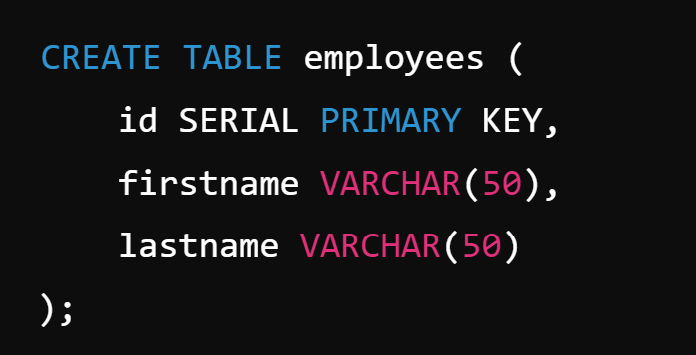 CREATE TABLE employees (
id SERIAL PRIMARY KEY,
firstname VARCHAR(50),
lastname VARCHAR(50)
);